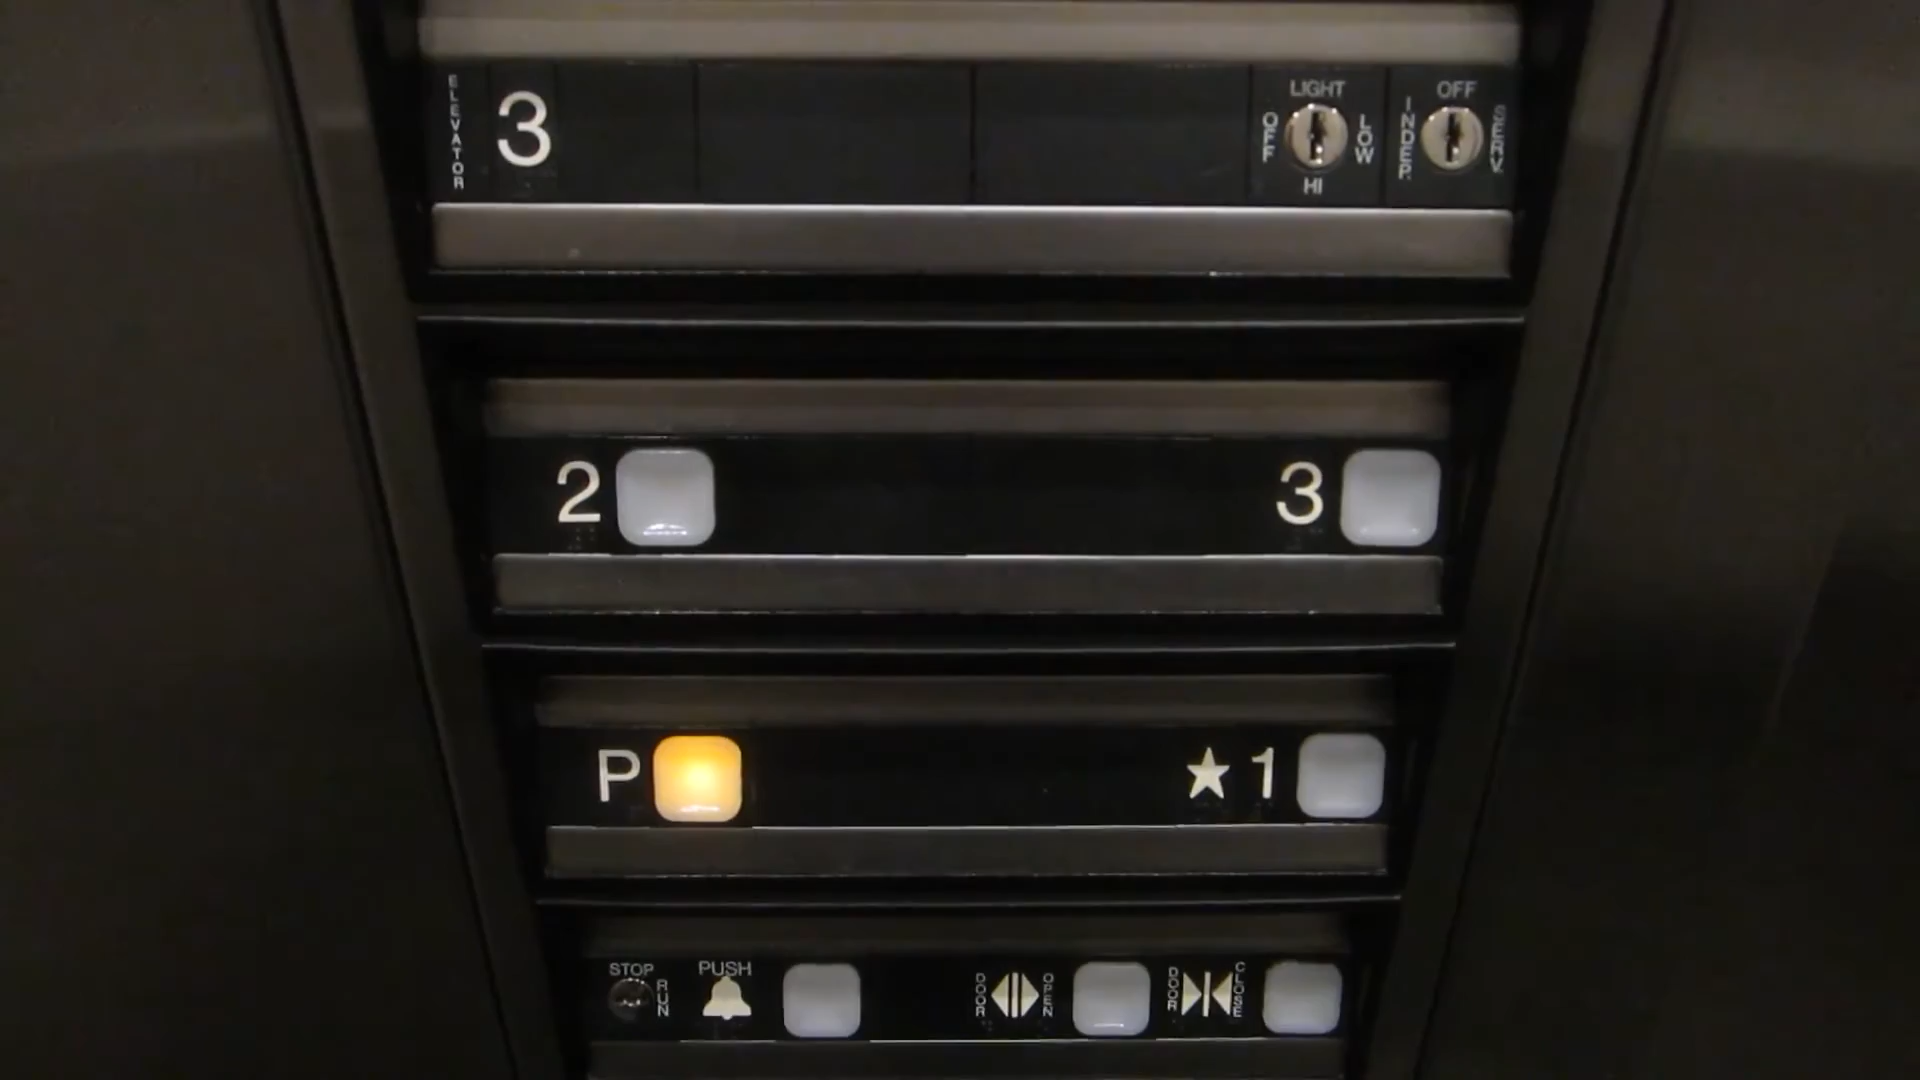 ELEVATOR 3
LIGHT
OFF
LOW
HI
OFF
INDEP.
SERV.
2
3
P
★ 1
STOP
RUN
PUSH
DOOR
OPEN
DOOR
CLOSE